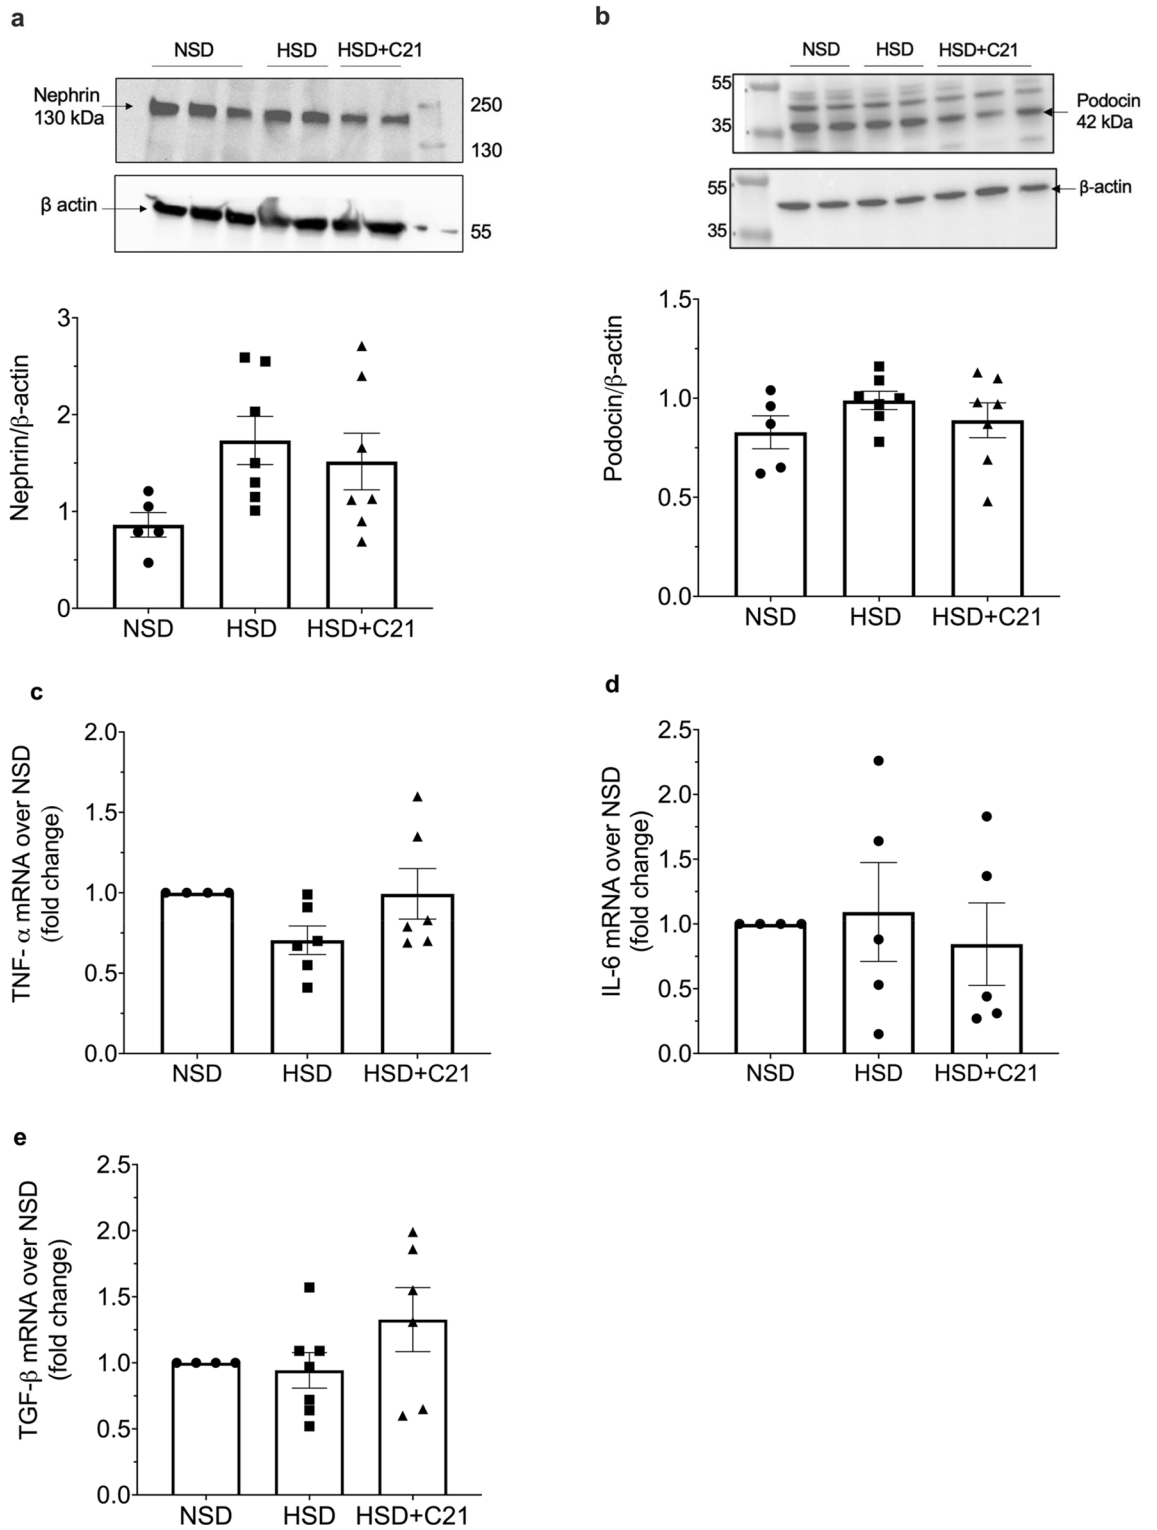 a
NSD HSD HSD+C21
Nephrin
130 kDa
250
130
β actin
55
Nephrin/β-actin
3
2
1
0
NSD HSD HSD+C21
b
NSD HSD HSD+C21
55
35
Podocin
42 kDa
55
35
β-actin
Podocin/β-actin
1.5
1.0
0.5
0.0
NSD HSD HSD+C21
c
TNF- α mRNA over NSD
(fold change)
2.0
1.5
1.0
0.5
0.0
NSD HSD HSD+C21
d
IL-6 mRNA over NSD
(fold change)
2.5
2.0
1.5
1.0
0.5
0.0
NSD HSD HSD+C21
e
TGF-β mRNA over NSD
(fold change)
2.5
2.0
1.5
1.0
0.5
0.0
NSD HSD HSD+C21